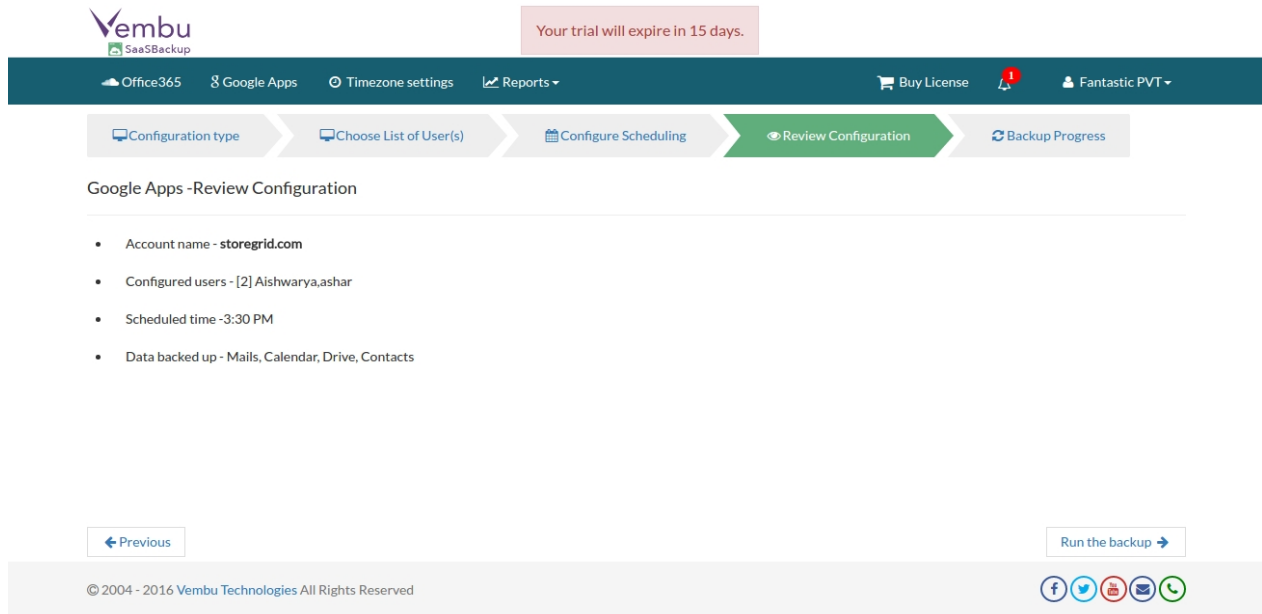 Vembu
SaaSBackup
Your trial will expire in 15 days.
Office365 Google Apps Timezone settings Reports Buy License 1 Fantastic PVT
Configuration type Choose List of User(s) Configure Scheduling Review Configuration Backup Progress
Google Apps -Review Configuration
• Account name - storegrid.com
• Configured users - [2] Aishwarya,ashar
• Scheduled time -3:30 PM
• Data backed up - Mails, Calendar, Drive, Contacts
Previous Run the backup
© 2004 - 2016 Vembu Technologies All Rights Reserved